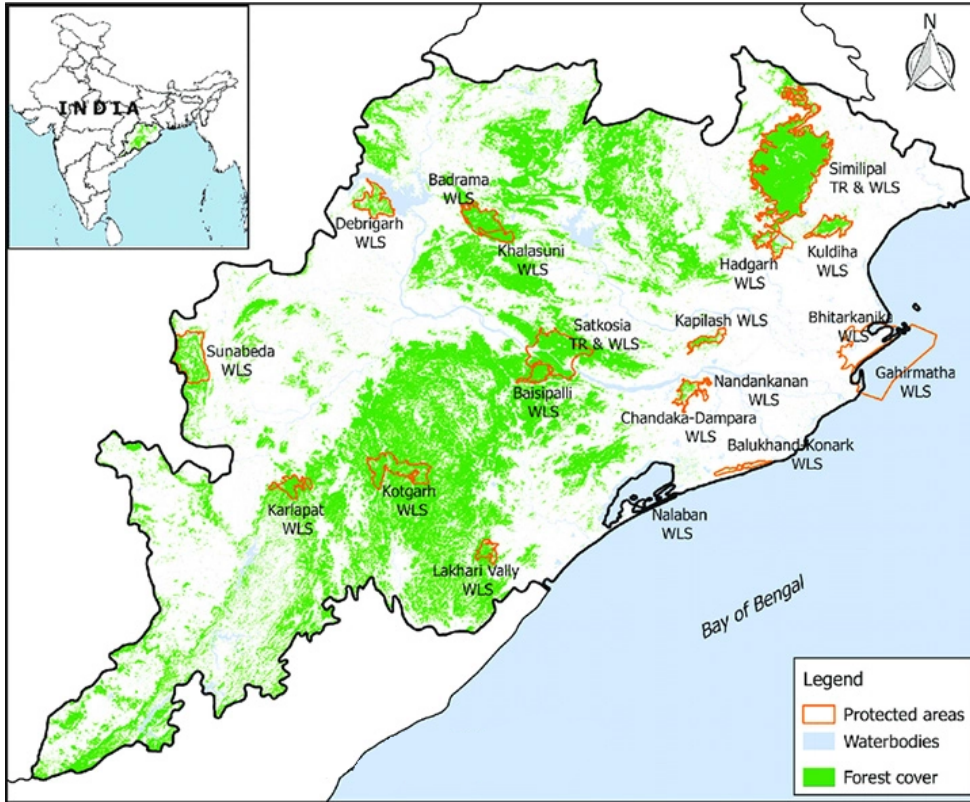 INDIA
N
Similipal
TR & WLS
Badrama
WLS
Debrigarh
WLS
Khalasuni
WLS
Hadgarh
WLS
Kuldiha
WLS
Bhitarkanika
WLS
Gahirmatha
WLS
Kapilash WLS
Satkosia
TR & WLS
Sunabeda
WLS
Baisipalli
WLS
Nandankanan
WLS
Chandaka-Dampara
WLS
Balukhand-Konark
WLS
Karlapat
WLS
Kotgarh
WLS
Nalaban
WLS
Lakhari Vally
WLS
Bay of Bengal
Legend
Protected areas
Waterbodies
Forest cover